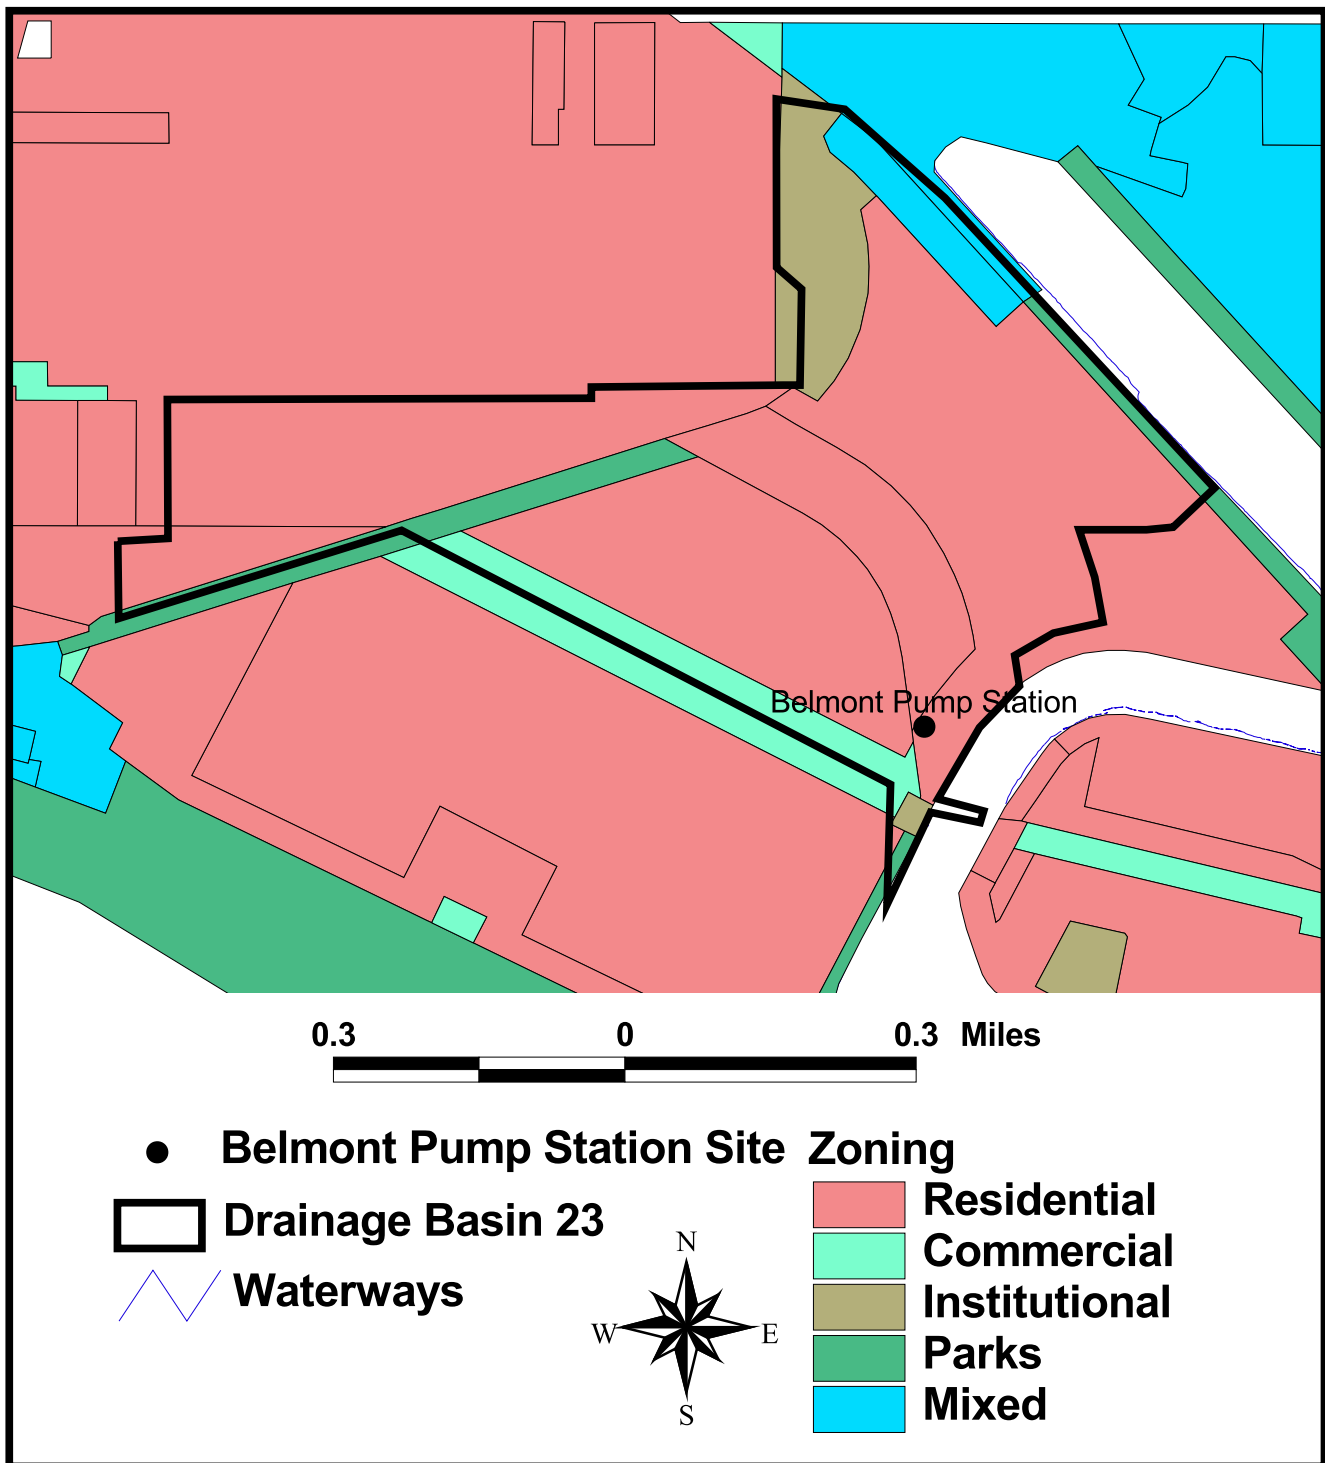 Belmont Pump Station
0.3 0 0.3 Miles
Belmont Pump Station Site
Drainage Basin 23
Waterways
N
W E
S
Zoning
Residential
Commercial
Institutional
Parks
Mixed